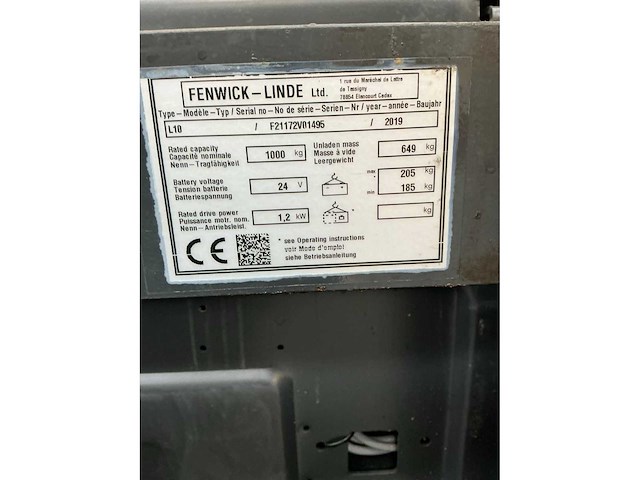 FENWICK – LINDE Ltd.
1 rue du Maréchal de Lattre
de Tassigny
78854 Elancourt Cedex
Type – Modèle – Typ / Serial no – No de série – Serien – Nr / year – année – Baujahr
L10 / F21172V01495 / 2019
Rated capacity
Capacité nominale
Nenn – Tragfähigkeit
1000 kg
Unladen mass
Masse à vide
Leergewicht
649 kg
Battery voltage
Tension batterie
Batteriespannung
24 V
max 205 kg
min 185 kg
Rated drive power
Puissance motr. nom.
Nenn – Antriebsleist.
1,2 kW
* kg
CE
* see Operating instructions
voir Mode d'emploi
siehe Betriebsanleitung